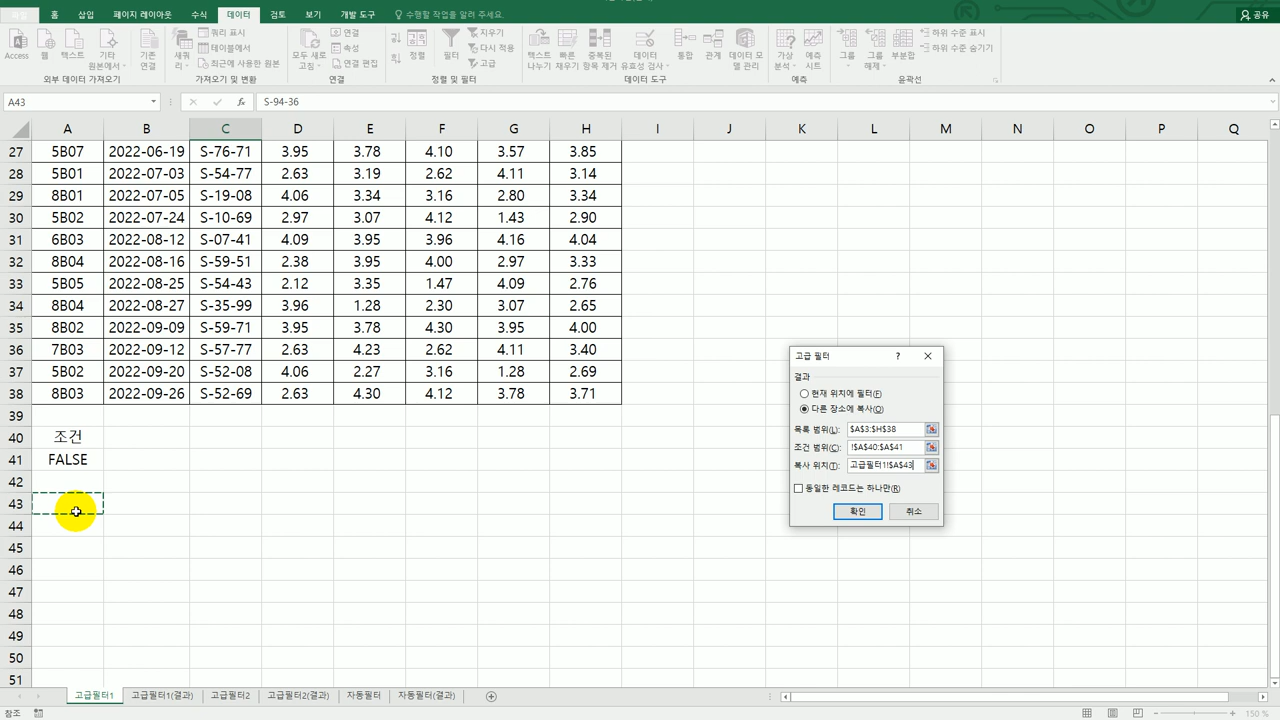 홈 삽입 페이지 레이아웃 수식 데이터 검토 보기 개발 도구 수행할 작업을 알려 주세요. 공유
Access 웹 텍스트 기타 원본에서 기존 연결 새 쿼리 쿼리 표시 테이블에서 최근에 사용한 원본 모두 새로 고침 연결 속성 연결 편집 정렬 필터 지우기 다시 적용 고급 텍스트 나누기 빠른 채우기 중복된 항목 제거 데이터 유효성 검사 통합 관계 데이터 모델 관리 가상 분석 예측 시트 그룹 그룹 해제 부분합 하위 수준 표시 하위 수준 숨기기
외부 데이터 가져오기 가져오기 및 변환 연결 정렬 및 필터 데이터 도구 예측 윤곽선
A43 fx S-94-36
A B C D E F G H I J K L M N O P Q
27 5B07 2022-06-19 S-76-71 3.95 3.78 4.10 3.57 3.85
28 5B01 2022-07-03 S-54-77 2.63 3.19 2.62 4.11 3.14
29 8B01 2022-07-05 S-19-08 4.06 3.34 3.16 2.80 3.34
30 5B02 2022-07-24 S-10-69 2.97 3.07 4.12 1.43 2.90
31 6B03 2022-08-12 S-07-41 4.09 3.95 3.96 4.16 4.04
32 8B04 2022-08-16 S-59-51 2.38 3.95 4.00 2.97 3.33
33 5B05 2022-08-25 S-54-43 2.12 3.35 1.47 4.09 2.76
34 8B04 2022-08-27 S-35-99 3.96 1.28 2.30 3.07 2.65
35 8B02 2022-09-09 S-59-71 3.95 3.78 4.30 3.95 4.00
36 7B03 2022-09-12 S-57-77 2.63 4.23 2.62 4.11 3.40
37 5B02 2022-09-20 S-52-08 4.06 2.27 3.16 1.28 2.69
38 8B03 2022-09-26 S-52-69 2.63 4.30 4.12 3.78 3.71
39
40 조건
41 FALSE
42
43
44
45
46
47
48
49
50
51
고급 필터 ?
결과
현재 위치에 필터(F)
다른 장소에 복사(O)
목록 범위(L): $A$3:$H$38
조건 범위(C): !$A$40:$A$41
복사 위치(T): 고급필터1!$A$43
동일한 레코드는 하나만(R)
확인 취소
고급필터1 고급필터1(결과) 고급필터2 고급필터2(결과) 자동필터 자동필터(결과)
참조 150 %